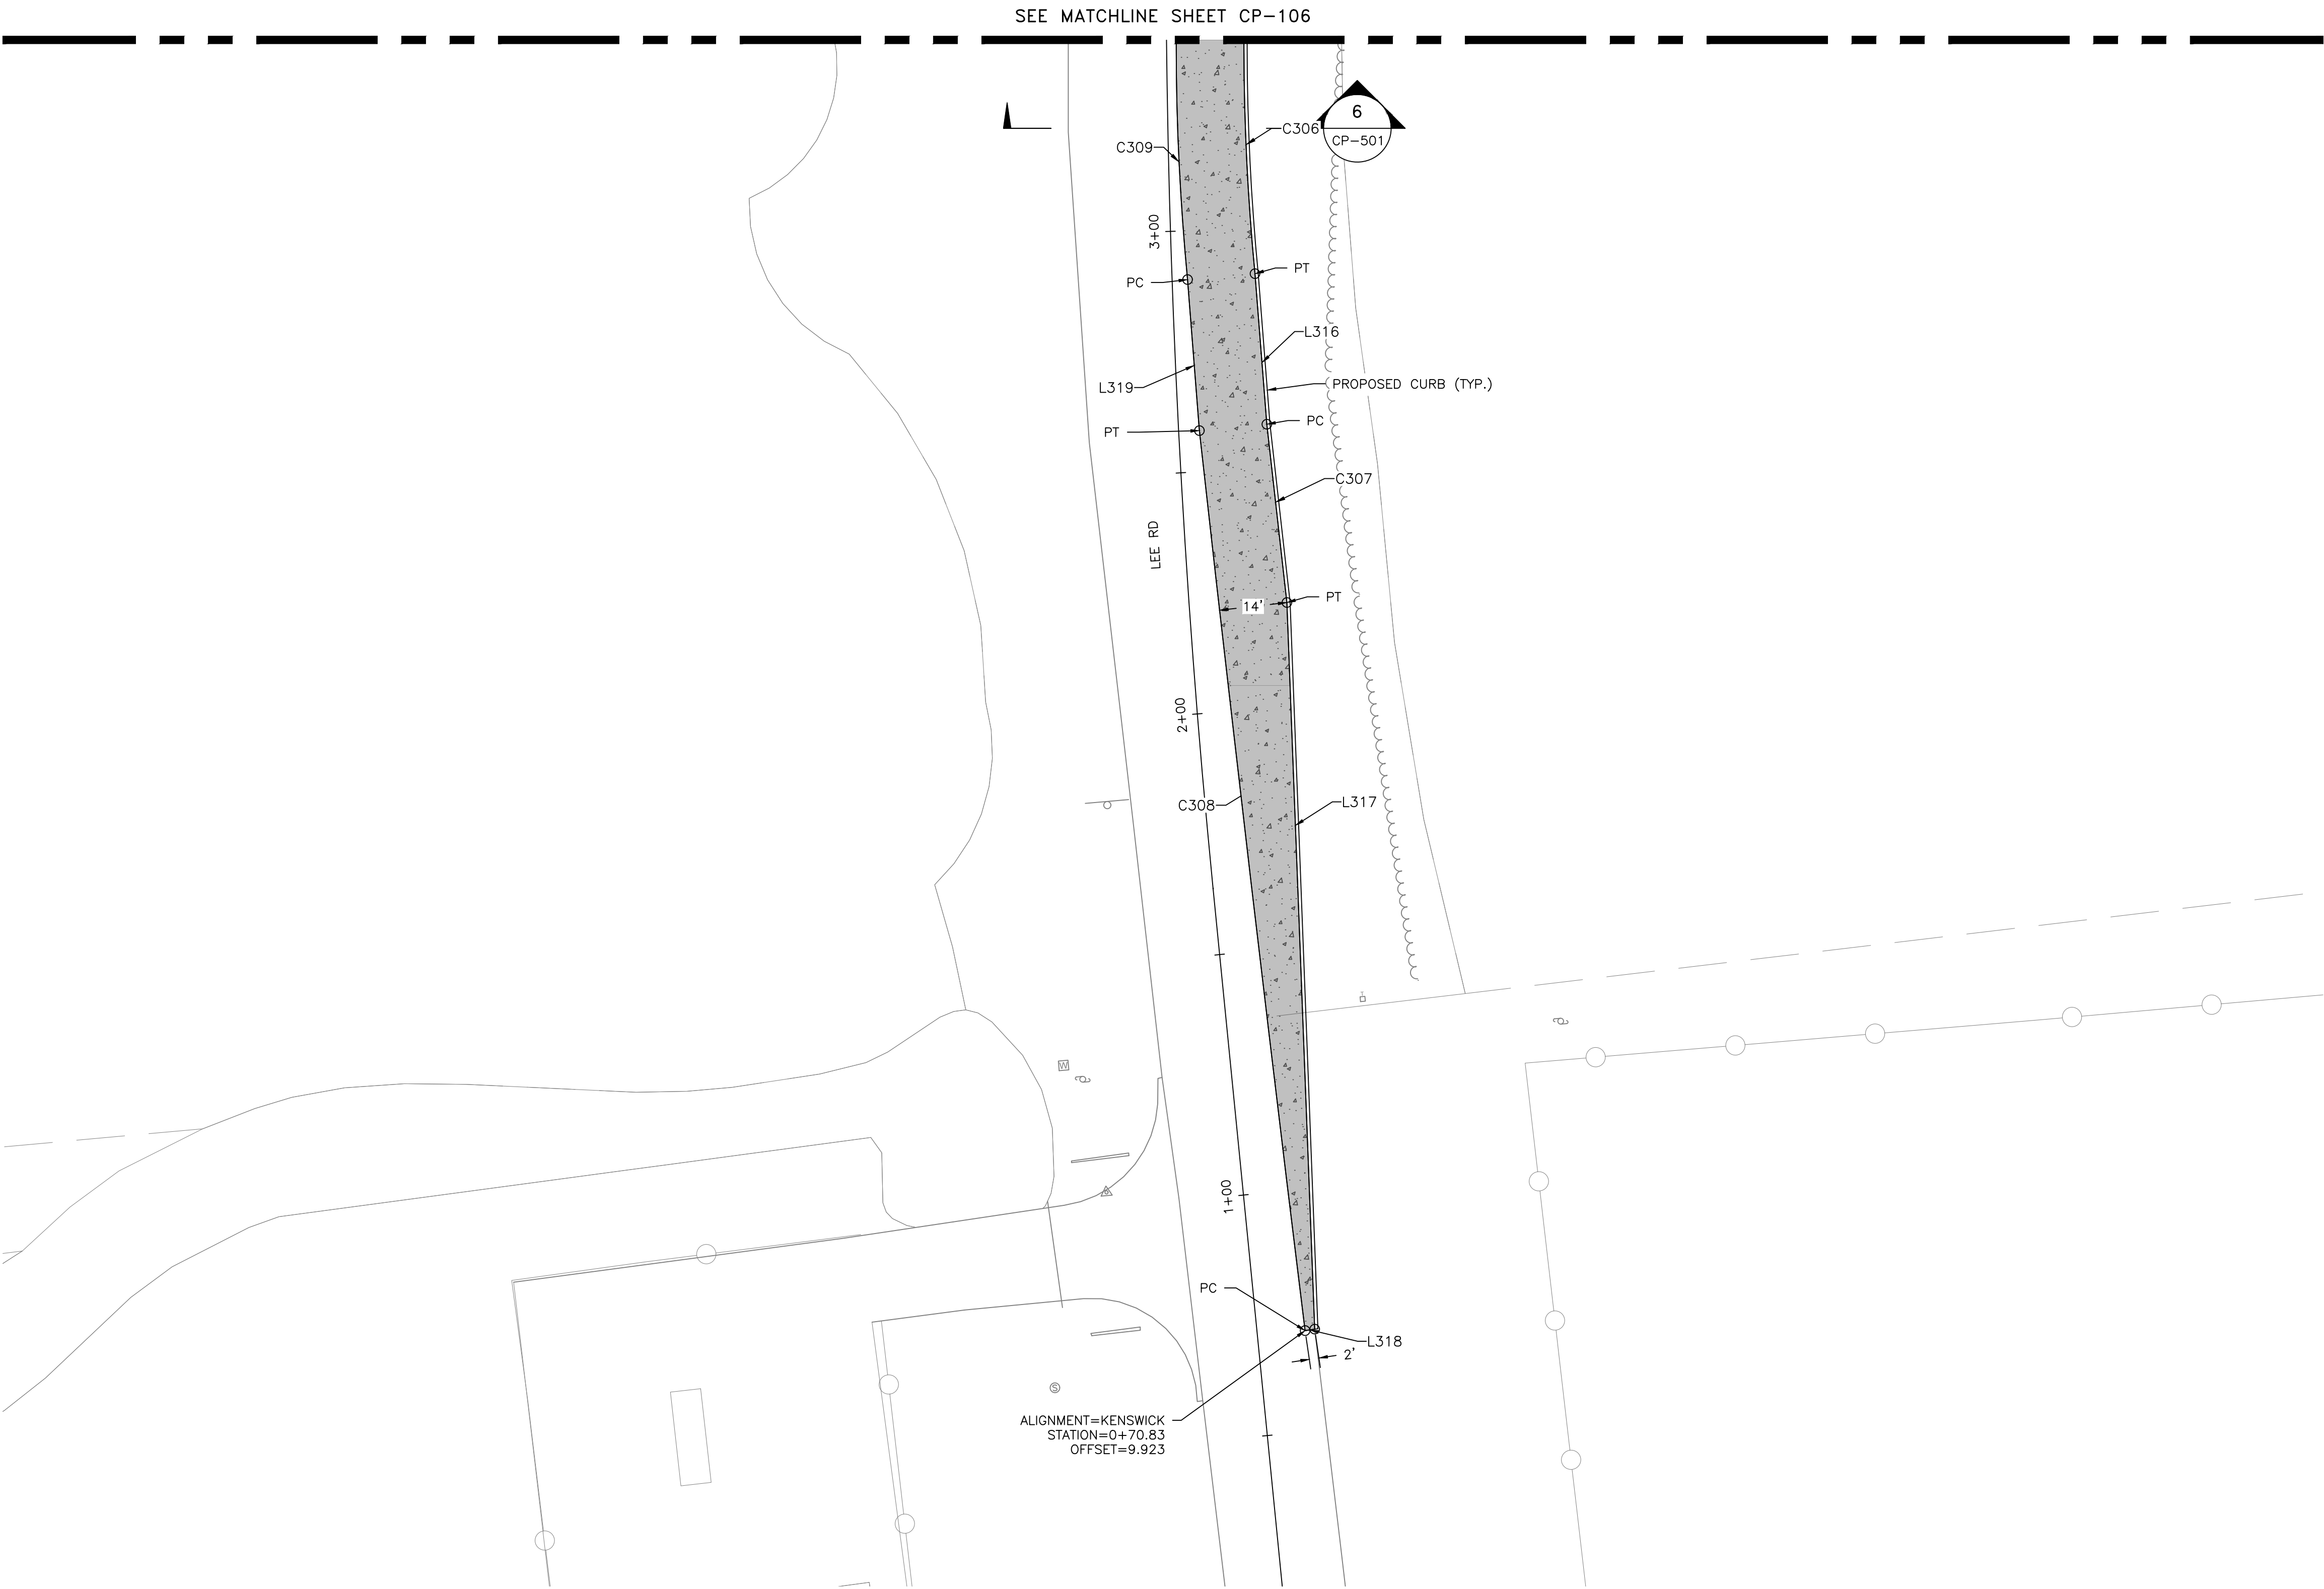 SEE MATCHLINE SHEET CP-106
6
CP-501
C306
C309
3+00
PT
PC
L316
L319
PROPOSED CURB (TYP.)
PC
PT
C307
LEE RD
14'
PT
2+00
C308
L317
W
1+00
PC
L318
2'
S
ALIGNMENT=KENSWICK
STATION=0+70.83
OFFSET=9.923